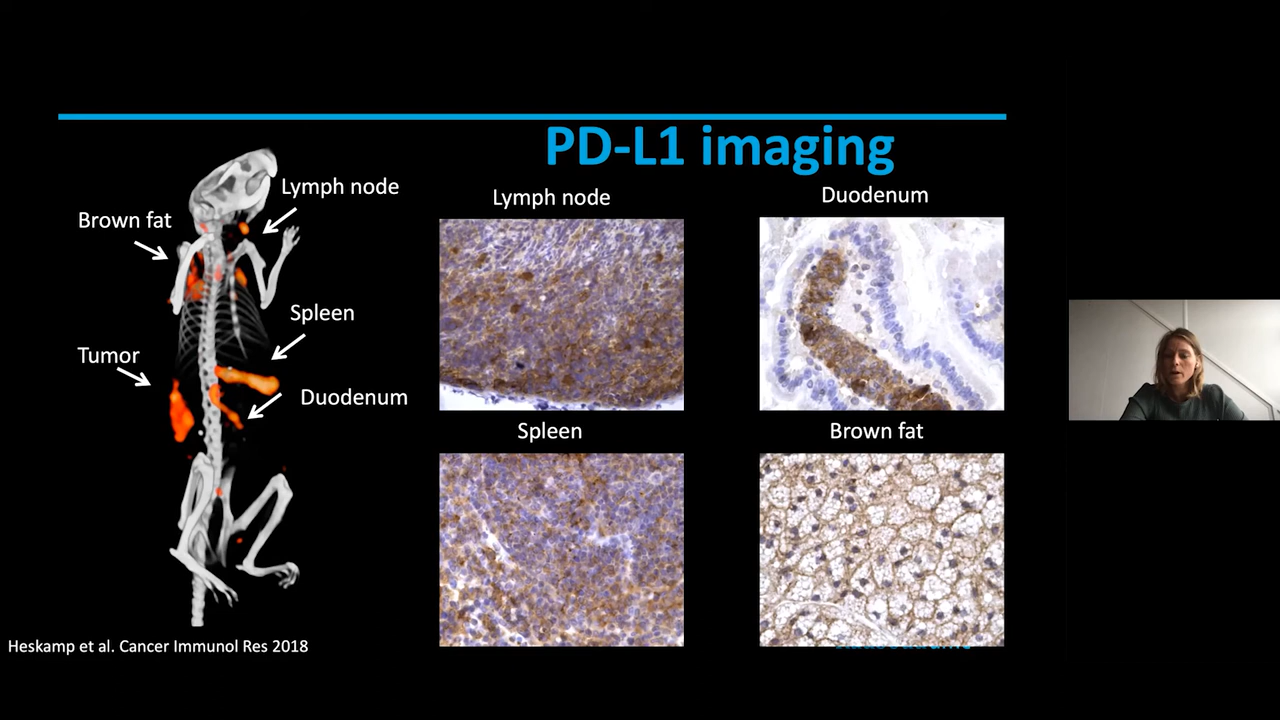 PD-L1 imaging
Lymph node
Brown fat
Spleen
Tumor
Duodenum
Lymph node
Duodenum
Spleen
Brown fat
Heskamp et al. Cancer Immunol Res 2018